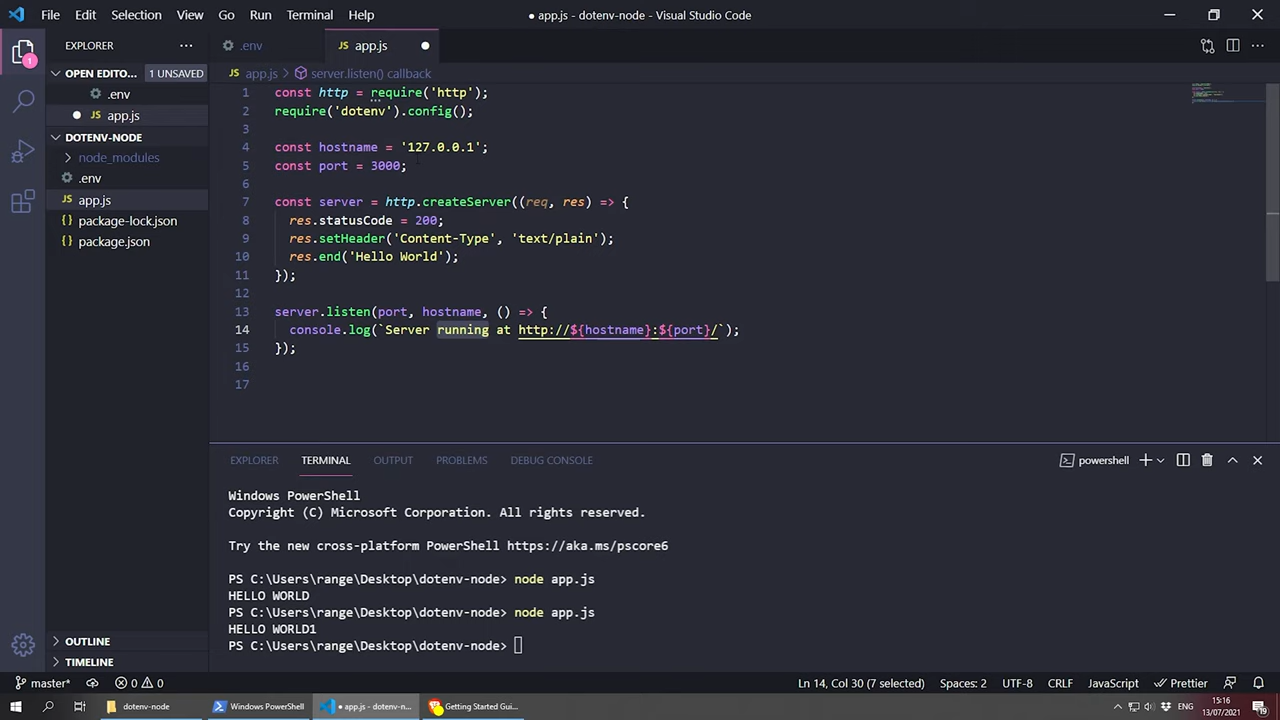 File Edit Selection View Go Run Terminal Help
● app.js - dotenv-node - Visual Studio Code
EXPLORER
OPEN EDITO... 1 UNSAVED
.env
JS app.js
DOTENV-NODE
node_modules
.env
JS app.js
{} package-lock.json
{} package.json
OUTLINE
TIMELINE
1
.env
JS app.js
JS app.js > server.listen() callback
1 const http = require('http');
2 require('dotenv').config();
3
4 const hostname = '127.0.0.1';
5 const port = 3000;
6
7 const server = http.createServer((req, res) => {
8 res.statusCode = 200;
9 res.setHeader('Content-Type', 'text/plain');
10 res.end('Hello World');
11 });
12
13 server.listen(port, hostname, () => {
14 console.log(`Server running at http://${hostname}:${port}/`);
15 });
16
17
EXPLORER TERMINAL OUTPUT PROBLEMS DEBUG CONSOLE
powershell
Windows PowerShell
Copyright (C) Microsoft Corporation. All rights reserved.
Try the new cross-platform PowerShell https://aka.ms/pscore6
PS C:\Users\range\Desktop\dotenv-node> node app.js
HELLO WORLD
PS C:\Users\range\Desktop\dotenv-node> node app.js
HELLO WORLD1
PS C:\Users\range\Desktop\dotenv-node>
master* 0 0 Ln 14, Col 30 (7 selected) Spaces: 2 UTF-8 CRLF JavaScript Prettier
dotenv-node
Windows PowerShell
● app.js - dotenv-n...
Getting Started Gui...
ENG
15:16
13/07/2021